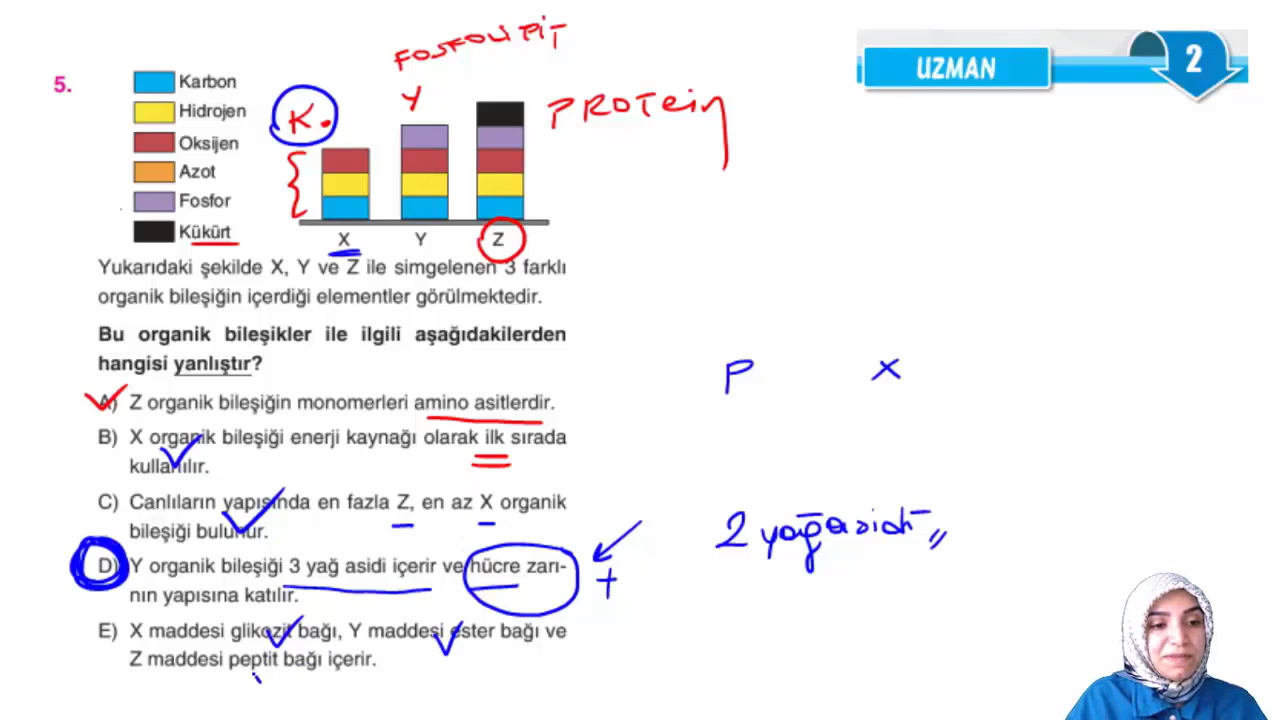 FOSFOLİPİT
UZMAN
2
5.
Karbon
Hidrojen
Oksijen
Azot
Fosfor
Kükürt
K.
Y
PROTEİN
X
Y
Z
Yukarıdaki şekilde X, Y ve Z ile simgelenen 3 farklı
organik bileşiğin içerdiği elementler görülmektedir.
Bu organik bileşikler ile ilgili aşağıdakilerden
hangisi yanlıştır?
P
X
A) Z organik bileşiğin monomerleri amino asitlerdir.
B) X organik bileşiği enerji kaynağı olarak ilk sırada
kullanılır.
C) Canlıların yapısında en fazla Z, en az X organik
bileşiği bulunur.
2 yağ asidi
D) Y organik bileşiği 3 yağ asidi içerir ve hücre zarı-
nın yapısına katılır.
+
E) X maddesi glikozit bağı, Y maddesi ester bağı ve
Z maddesi peptit bağı içerir.